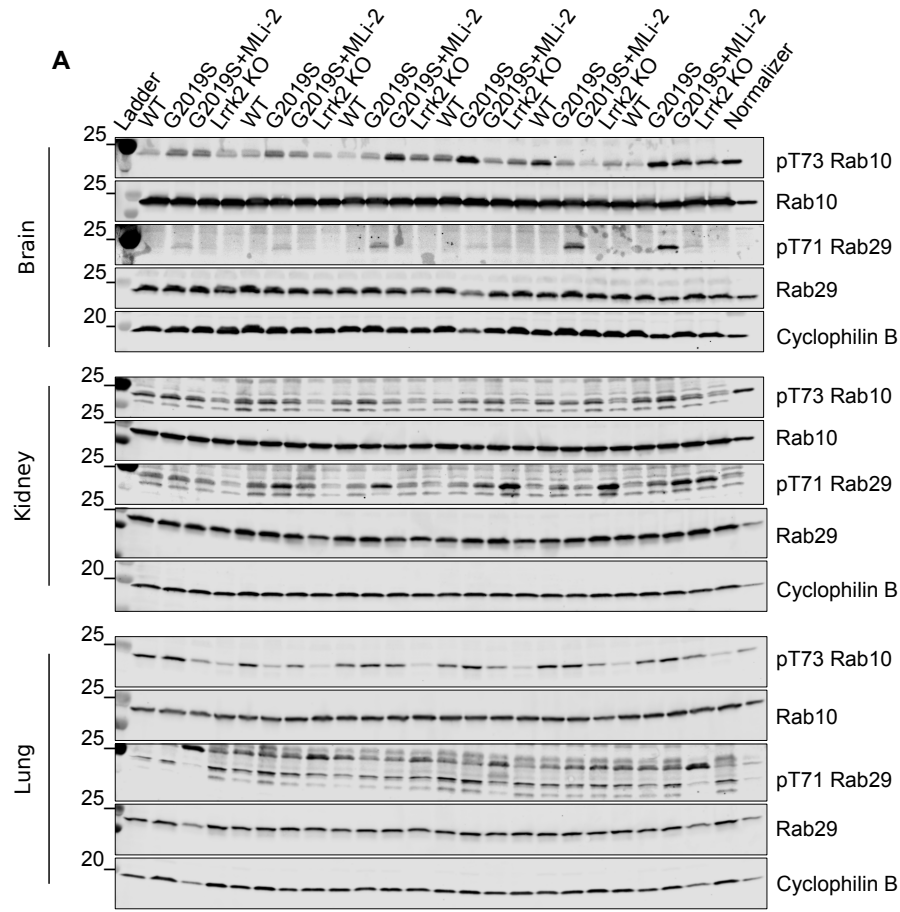 A
Ladder
WT
G2019S
G2019S+MLi-2
Lrrk2 KO
WT
G2019S
G2019S+MLi-2
Lrrk2 KO
WT
G2019S
G2019S+MLi-2
Lrrk2 KO
WT
G2019S
G2019S+MLi-2
Lrrk2 KO
WT
G2019S
G2019S+MLi-2
Lrrk2 KO
WT
G2019S
G2019S+MLi-2
Lrrk2 KO
Normalizer
Brain
25
pT73 Rab10
25
Rab10
25
pT71 Rab29
25
Rab29
20
Cyclophilin B
Kidney
25
pT73 Rab10
25
Rab10
25
pT71 Rab29
25
Rab29
20
Cyclophilin B
Lung
25
pT73 Rab10
25
Rab10
25
pT71 Rab29
25
Rab29
20
Cyclophilin B